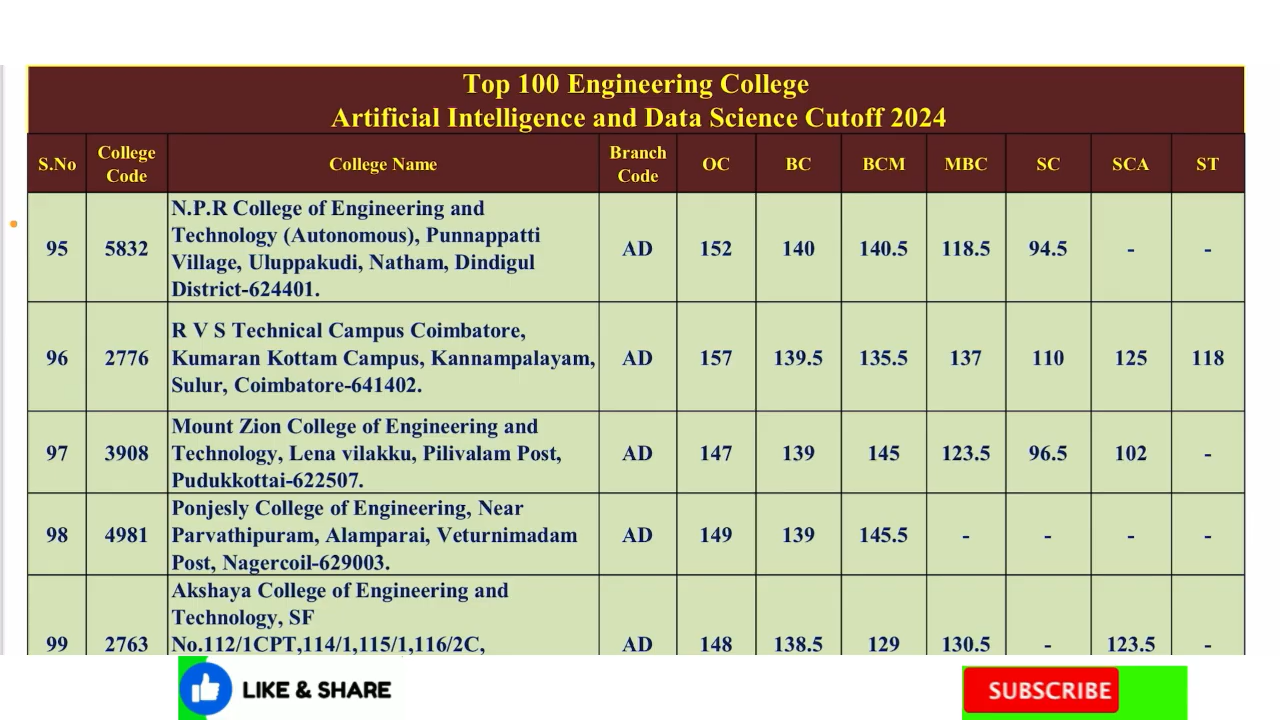 Top 100 Engineering College
Artificial Intelligence and Data Science Cutoff 2024
S.No College Code College Name Branch Code OC BC BCM MBC SC SCA ST
95 5832 N.P.R College of Engineering and
Technology (Autonomous), Punnappatti
Village, Uluppakudi, Natham, Dindigul
District-624401. AD 152 140 140.5 118.5 94.5 - -
96 2776 R V S Technical Campus Coimbatore,
Kumaran Kottam Campus, Kannampalayam,
Sulur, Coimbatore-641402. AD 157 139.5 135.5 137 110 125 118
97 3908 Mount Zion College of Engineering and
Technology, Lena vilakku, Pilivalam Post,
Pudukkottai-622507. AD 147 139 145 123.5 96.5 102 -
98 4981 Ponjesly College of Engineering, Near
Parvathipuram, Alamparai, Veturnimadam
Post, Nagercoil-629003. AD 149 139 145.5 - - - -
99 2763 Akshaya College of Engineering and
Technology, SF
No.112/1CPT,114/1,115/1,116/2C, AD 148 138.5 129 130.5 - 123.5 -
LIKE & SHARE
SUBSCRIBE